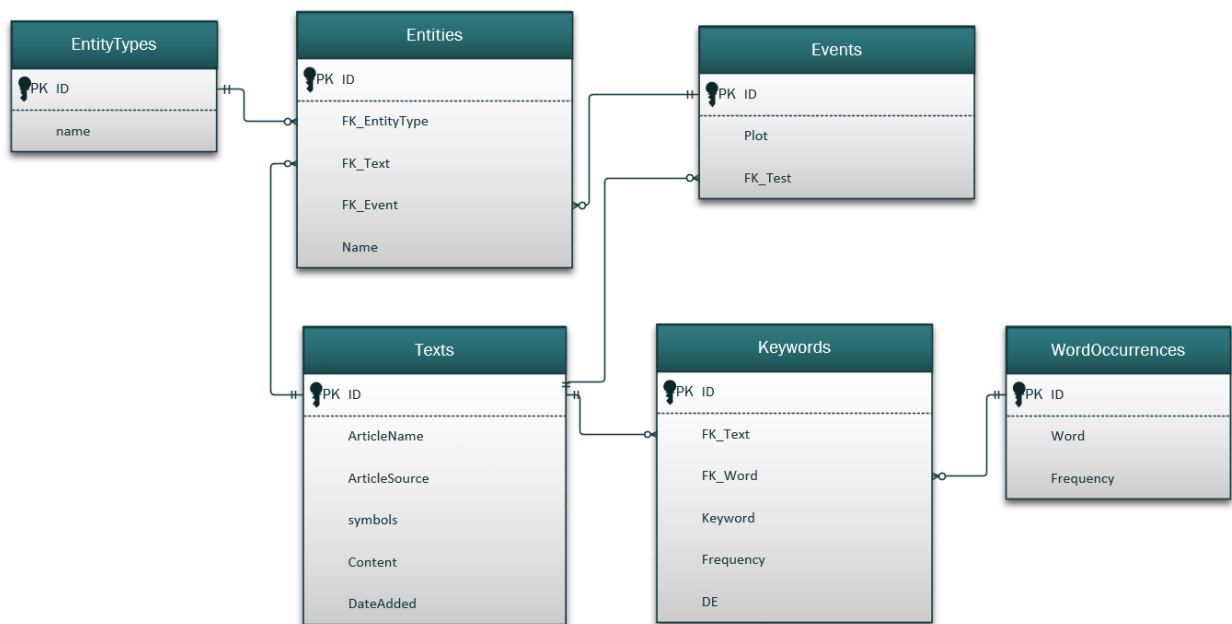 EntityTypes
PK ID
name
Entities
PK ID
FK_EntityType
FK_Text
FK_Event
Name
Events
PK ID
Plot
FK_Test
Texts
PK ID
ArticleName
ArticleSource
symbols
Content
DateAdded
Keywords
PK ID
FK_Text
FK_Word
Keyword
Frequency
DE
WordOccurrences
PK ID
Word
Frequency